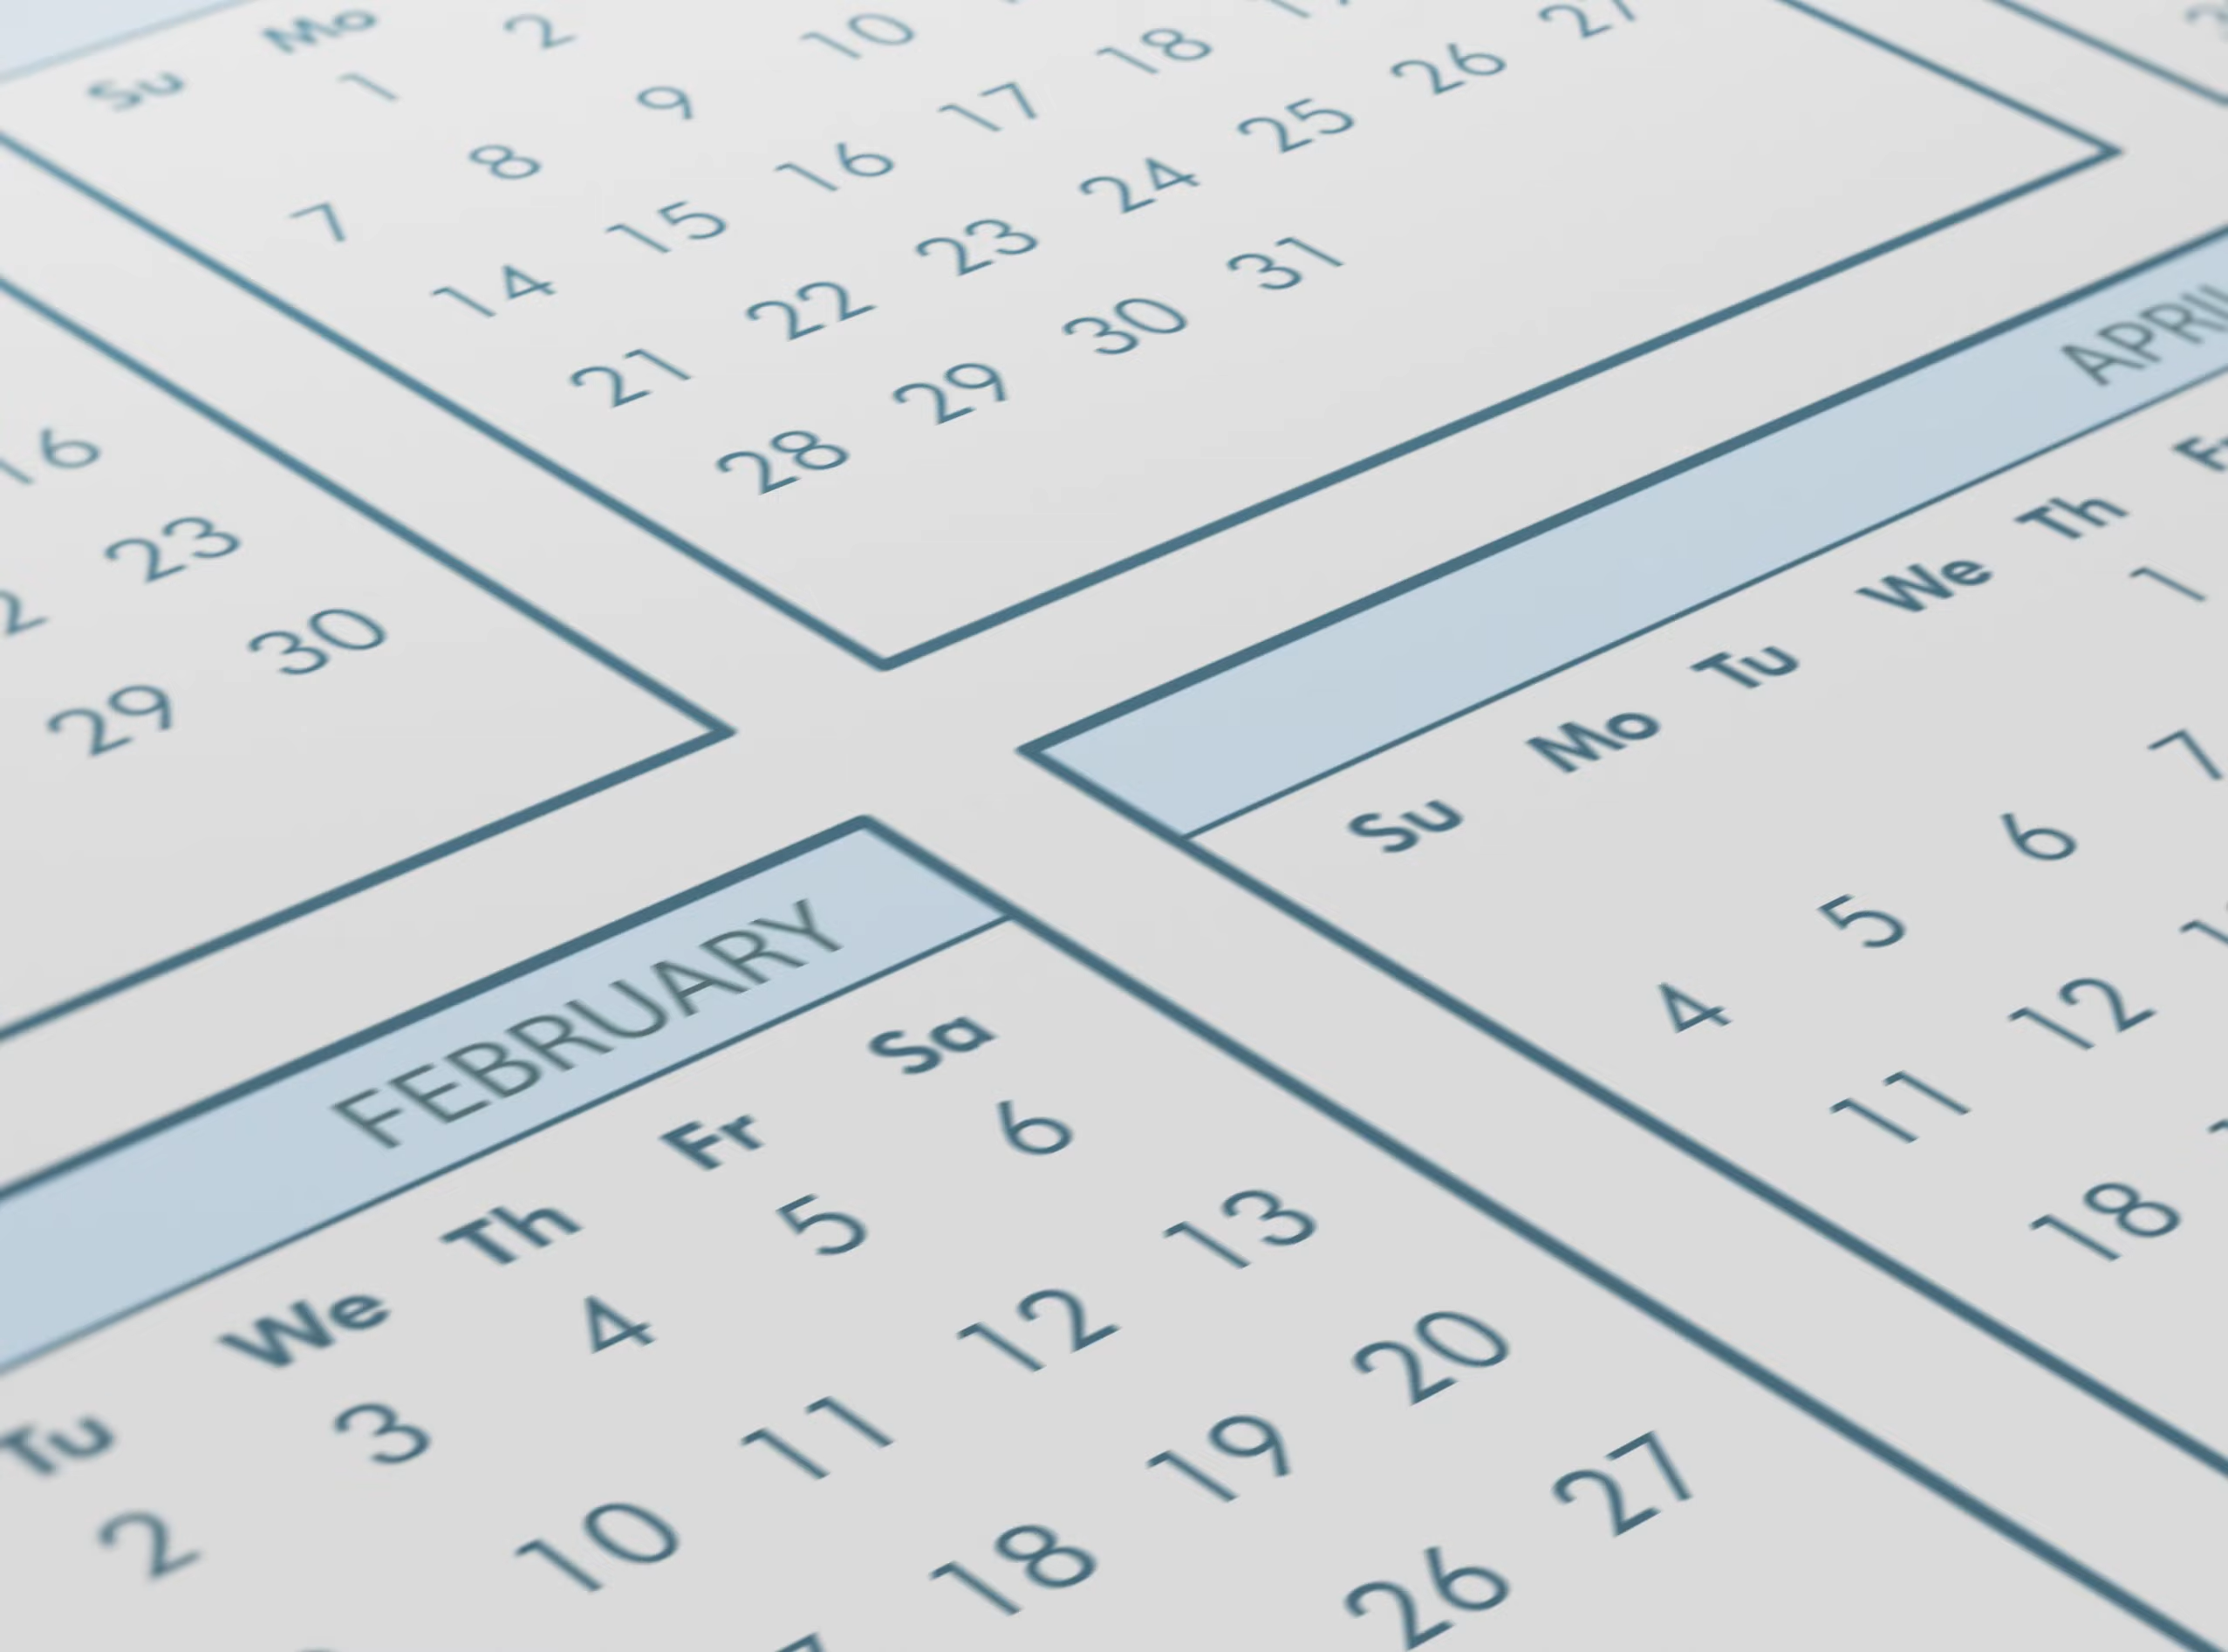 Su Mo
1 2
7 8 9 10
14 15 16 17 18
21 22 23 24 25 26 27
28 29 30 31
16
23
29 30
APRIL
Su Mo Tu We Th
1
4 5 6 7
11 12
18
FEBRUARY
Tu We Th Fr Sa
2 3 4 5 6
10 11 12 13
18 19 20
26 27